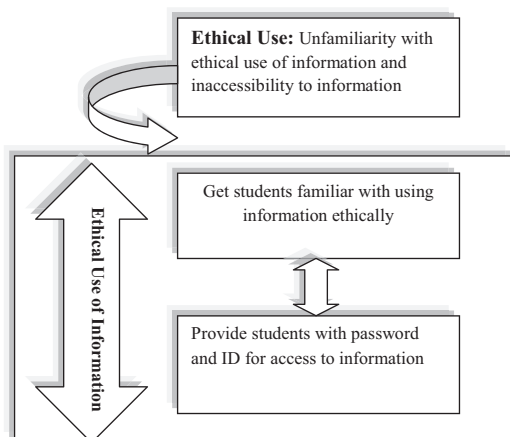 Ethical Use: Unfamiliarity with
ethical use of information and
inaccessibility to information
Get students familiar with using
information ethically
Ethical Use of Information
Provide students with password
and ID for access to information